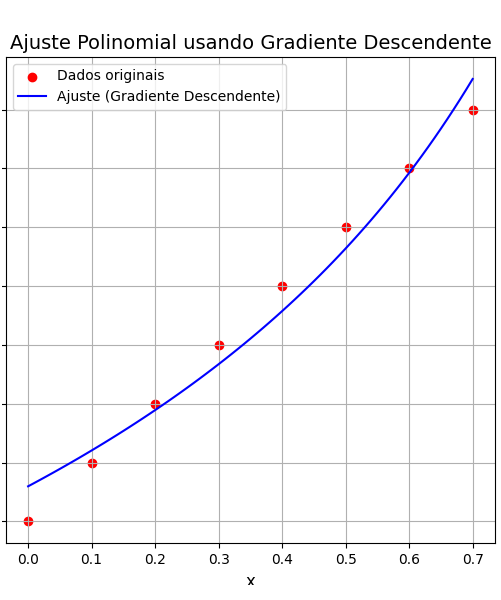 Ajuste Polinomial usando Gradiente Descendente
Dados originais
Ajuste (Gradiente Descendente)
0.0 0.1 0.2 0.3 0.4 0.5 0.6 0.7
x